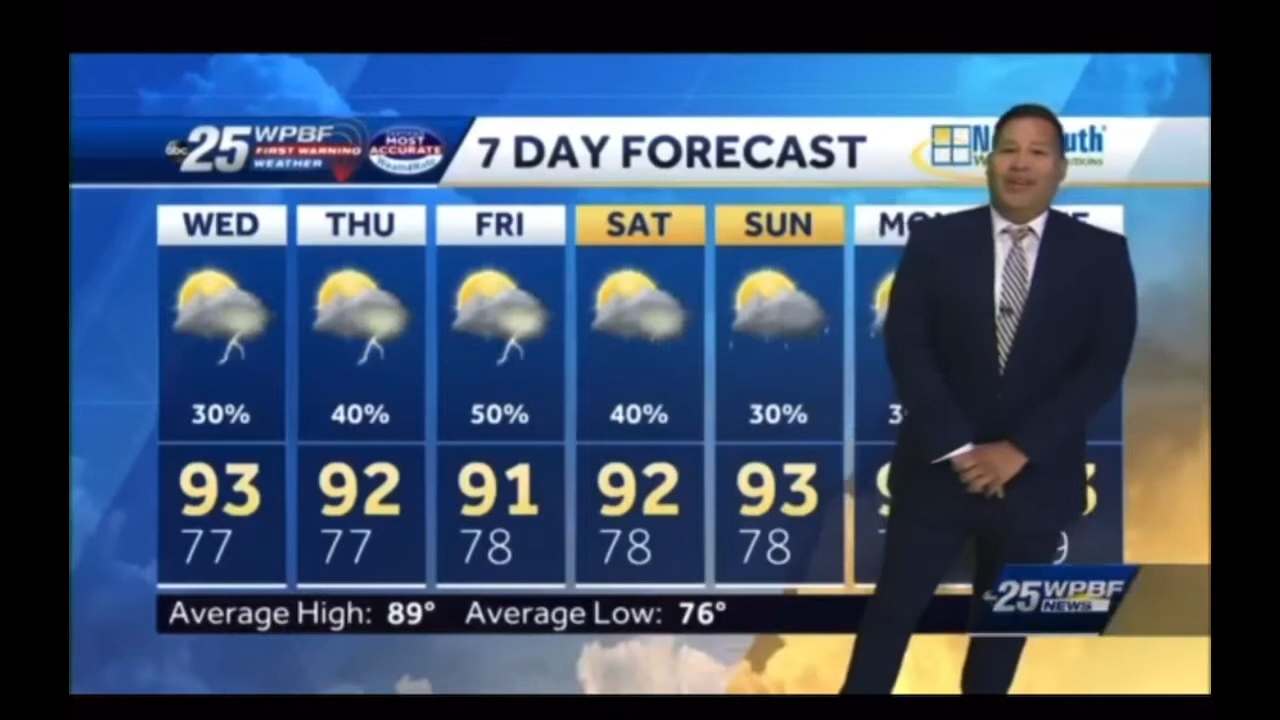 abc 25 WPBF
FIRST WARNING
WEATHER
MOST
ACCURATE
7 DAY FORECAST
WED THU FRI SAT SUN
30% 40% 50% 40% 30%
93 92 91 92 93
77 77 78 78 78
Average High: 89° Average Low: 76°
25 WPBF
NEWS